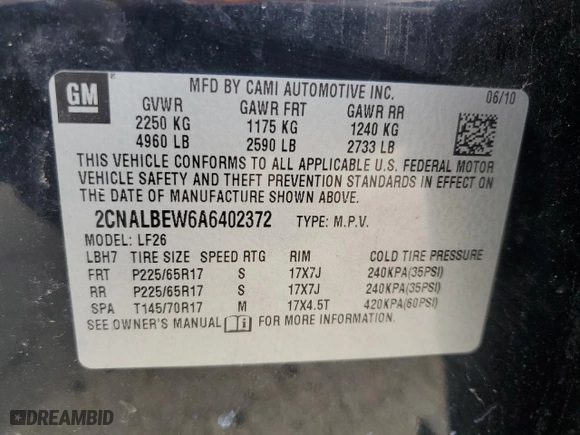 GM
MFD BY CAMI AUTOMOTIVE INC.
06/10
GVWR GAWR FRT GAWR RR
2250 KG 1175 KG 1240 KG
4960 LB 2590 LB 2733 LB
THIS VEHICLE CONFORMS TO ALL APPLICABLE U.S. FEDERAL MOTOR
VEHICLE SAFETY AND THEFT PREVENTION STANDARDS IN EFFECT ON
THE DATE OF MANUFACTURE SHOWN ABOVE.
2CNALBEW6A6402372 TYPE: M.P.V.
MODEL: LF26
LBH7 TIRE SIZE SPEED RTG RIM COLD TIRE PRESSURE
FRT P225/65R17 S 17X7J 240KPA(35PSI)
RR P225/65R17 S 17X7J 240KPA(35PSI)
SPA T145/70R17 M 17X4.5T 420KPA(60PSI)
SEE OWNER'S MANUAL FOR MORE INFORMATION.
DREAMBID